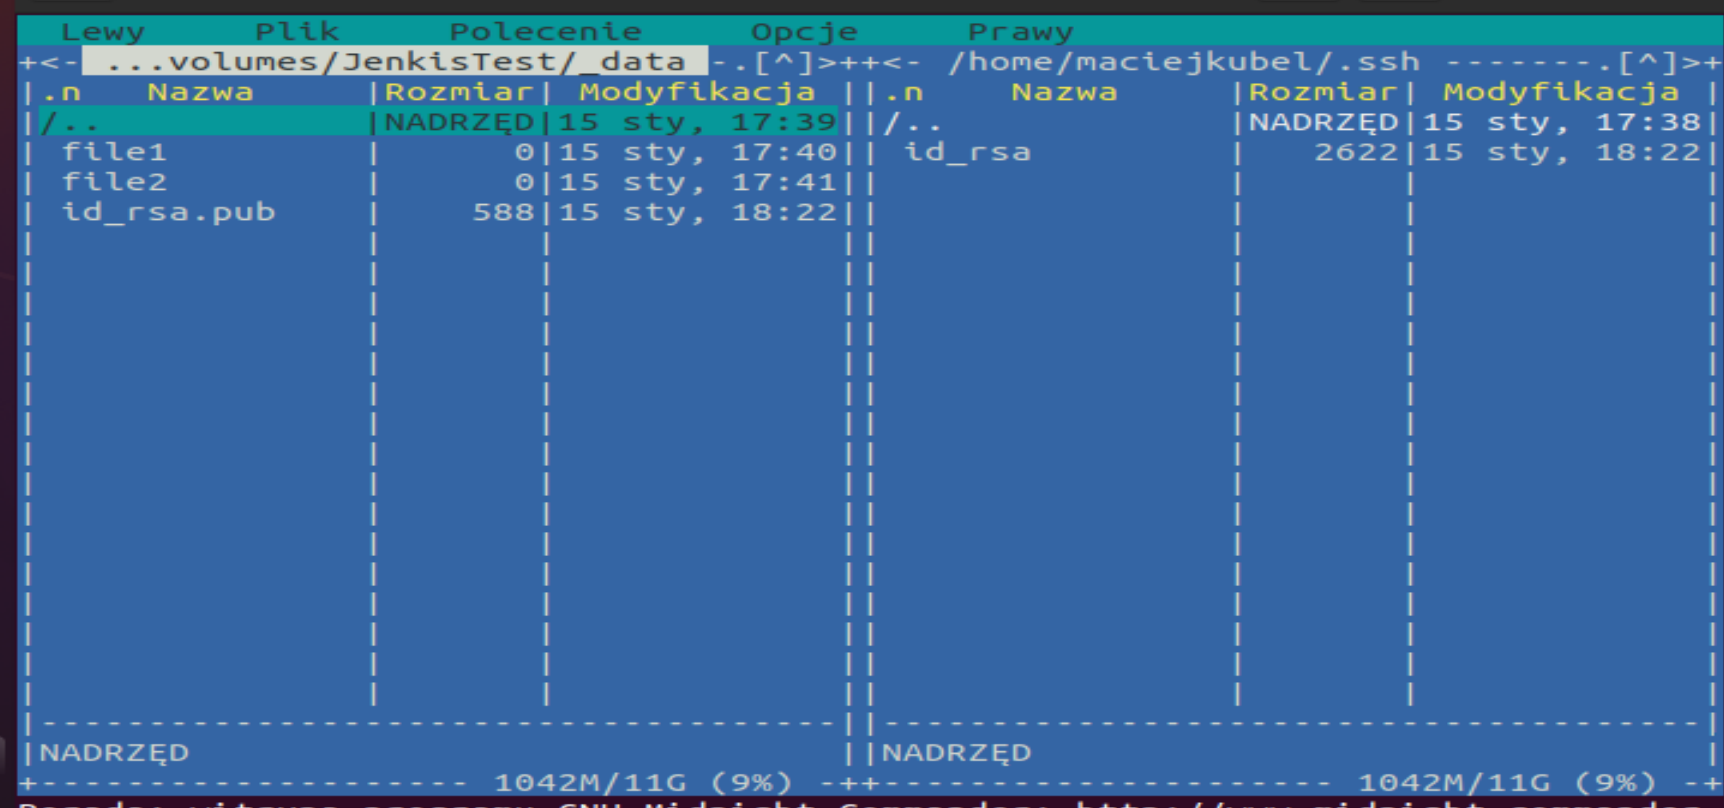 Lewy Plik Polecenie Opcje Prawy
+<- ...volumes/JenkisTest/_data -.[^]>++<- /home/maciejkubel/.ssh -------.[^]>+
|.n Nazwa |Rozmiar| Modyfikacja ||.n Nazwa |Rozmiar| Modyfikacja |
|/.. |NADRZĘD|15 sty, 17:39||/.. |NADRZĘD|15 sty, 17:38|
| file1 | 0|15 sty, 17:40|| id_rsa | 2622|15 sty, 18:22|
| file2 | 0|15 sty, 17:41||
| id_rsa.pub | 588|15 sty, 18:22||
|NADRZĘD ||NADRZĘD |
1042M/11G (9%) 1042M/11G (9%)